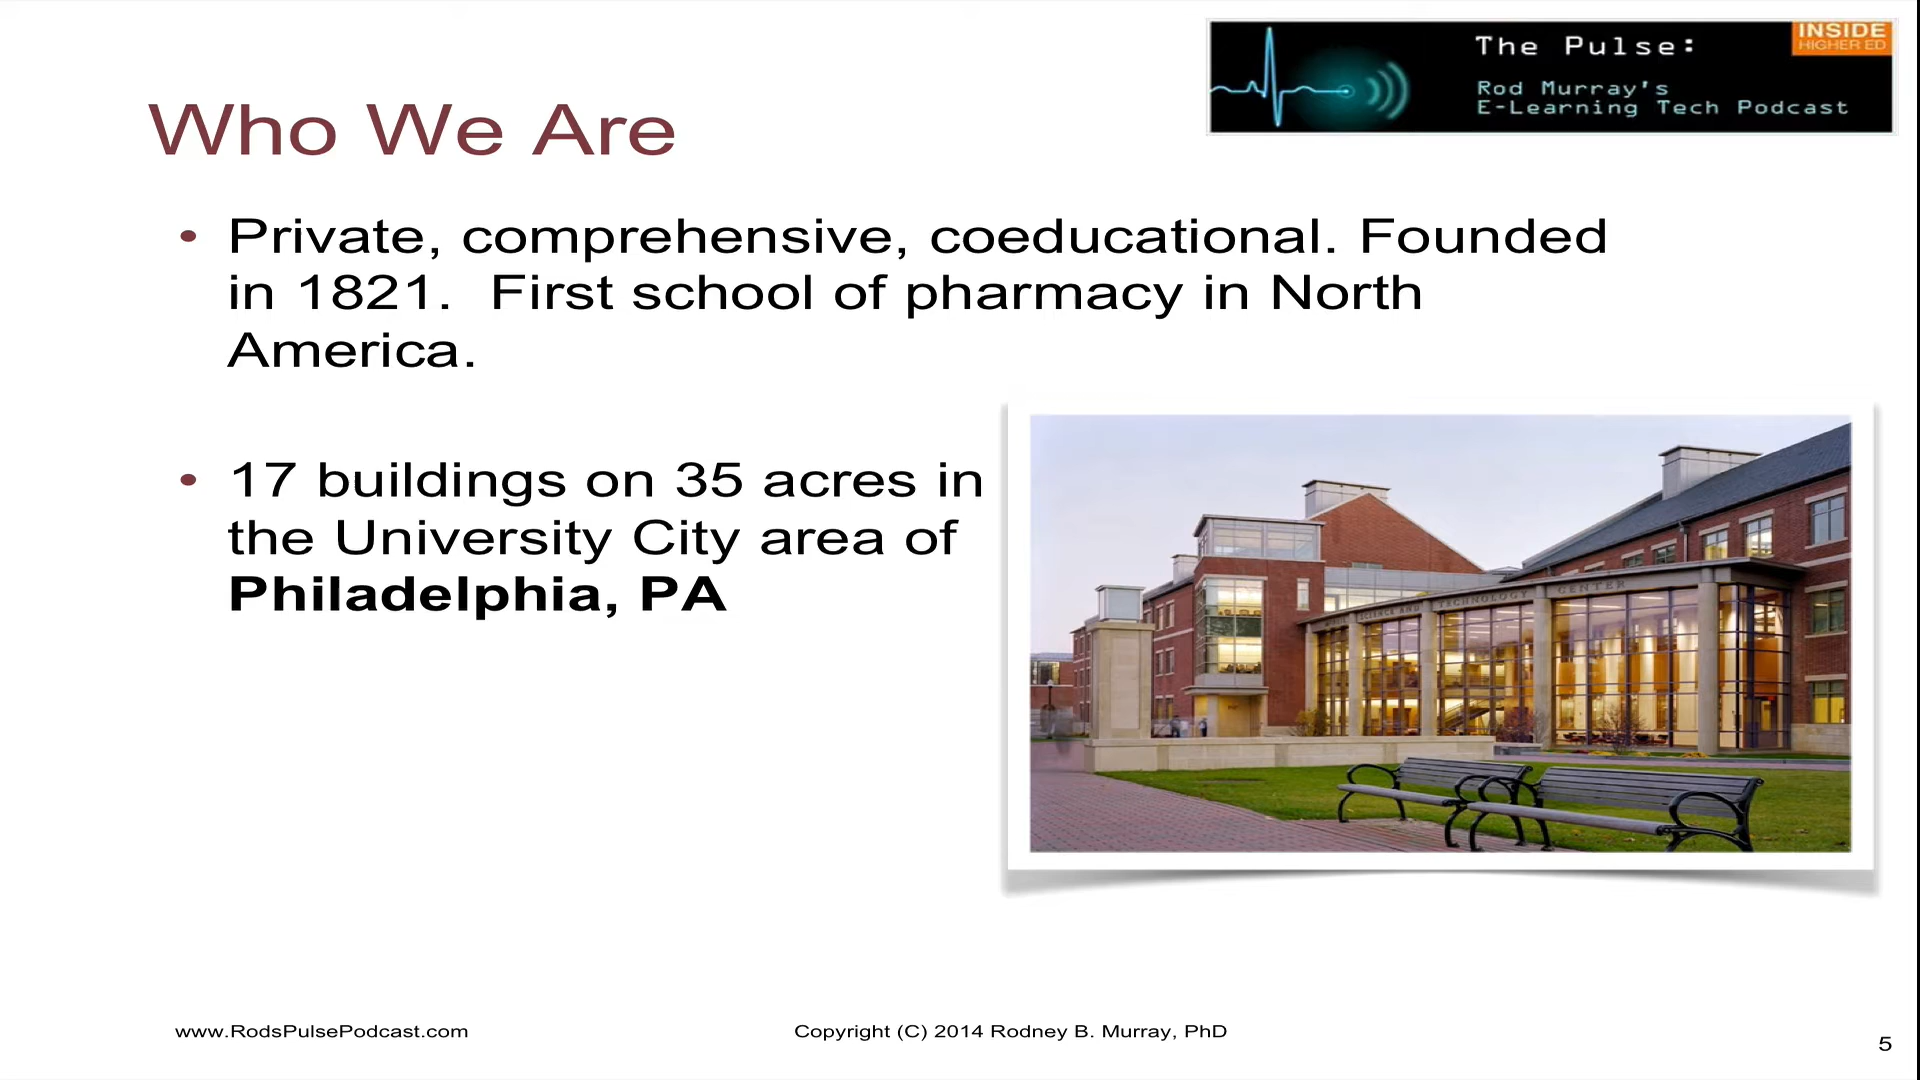 The Pulse:
INSIDE
HIGHER ED
Rod Murray's
E-Learning Tech Podcast
Who We Are
• Private, comprehensive, coeducational. Founded
in 1821.  First school of pharmacy in North
America.
• 17 buildings on 35 acres in
the University City area of
Philadelphia, PA
SCIENCE AND TECHNOLOGY CENTER
www.RodsPulsePodcast.com
Copyright (C) 2014 Rodney B. Murray, PhD
5